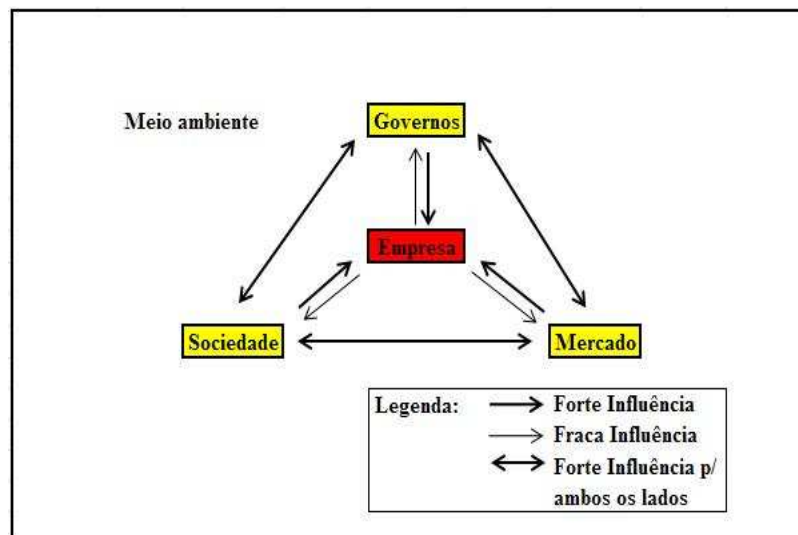 Meio ambiente
Governos
Empresa
Sociedade
Mercado
Legenda:
Forte Influência
Fraca Influência
Forte Influência p/
ambos os lados